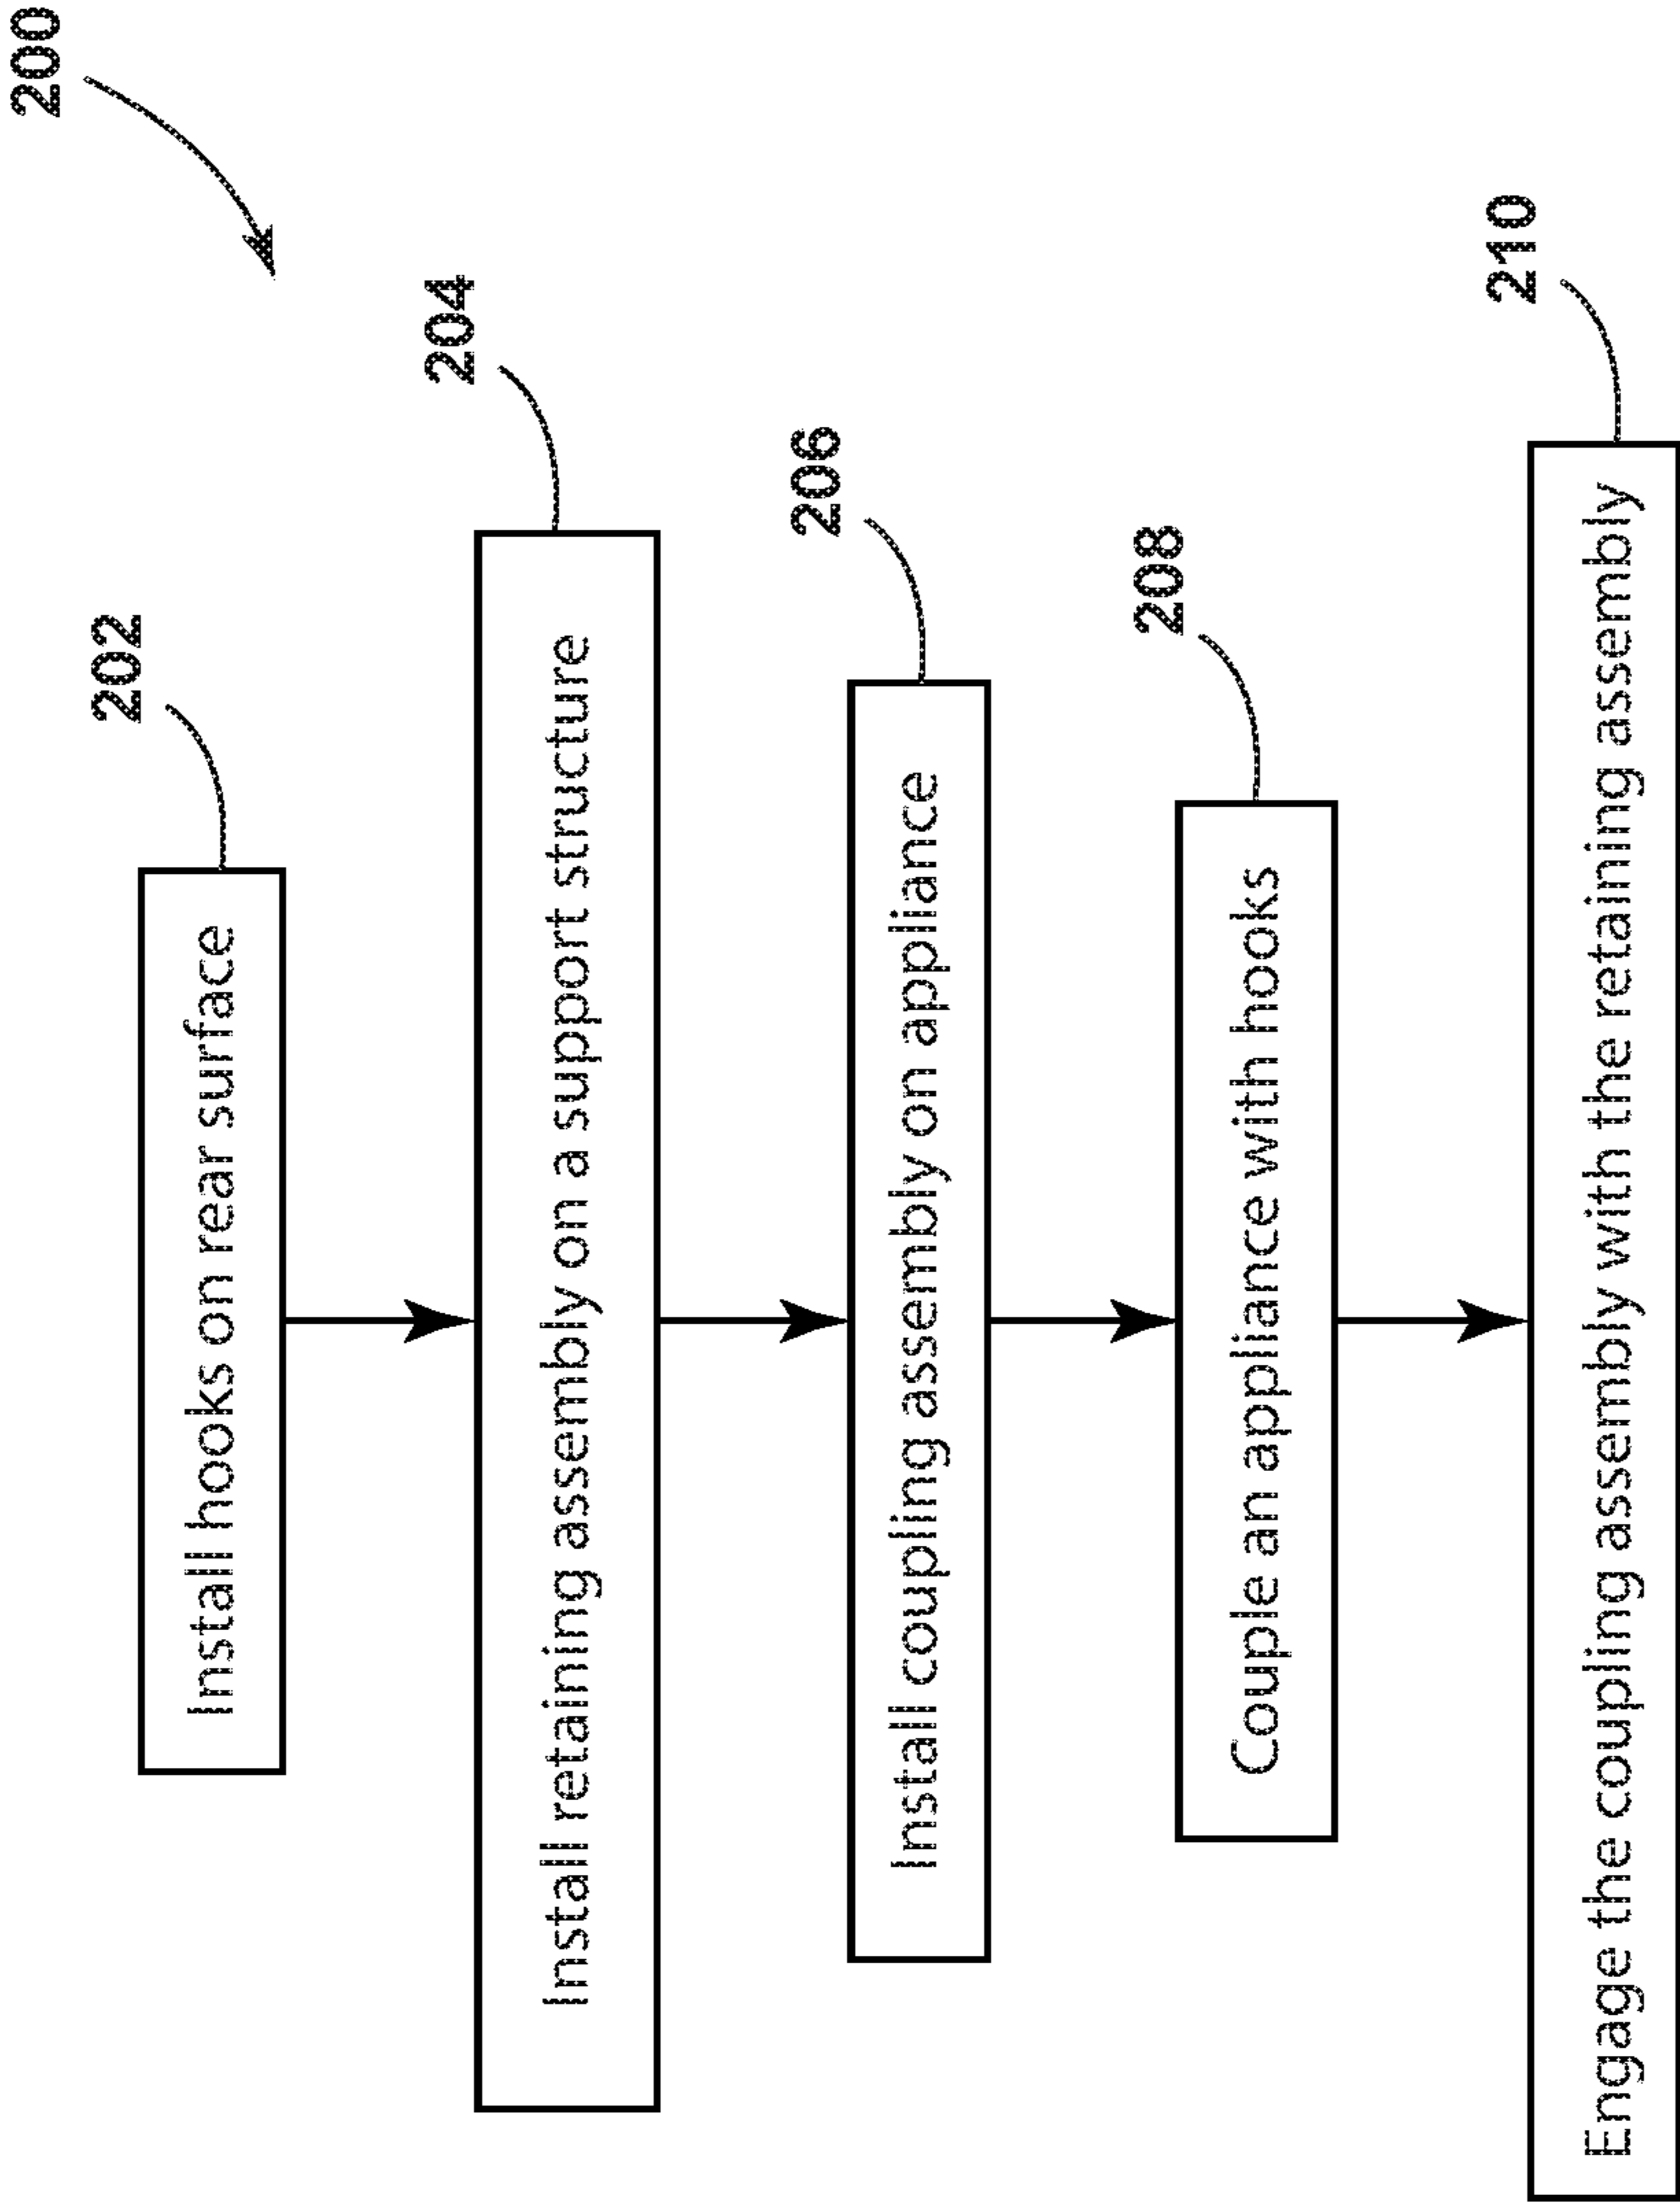 200
202
Install hooks on rear surface
204
Install retaining assembly on a support structure
206
Install coupling assembly on appliance
208
Couple an appliance with hooks
210
Engage the coupling assembly with the retaining assembly